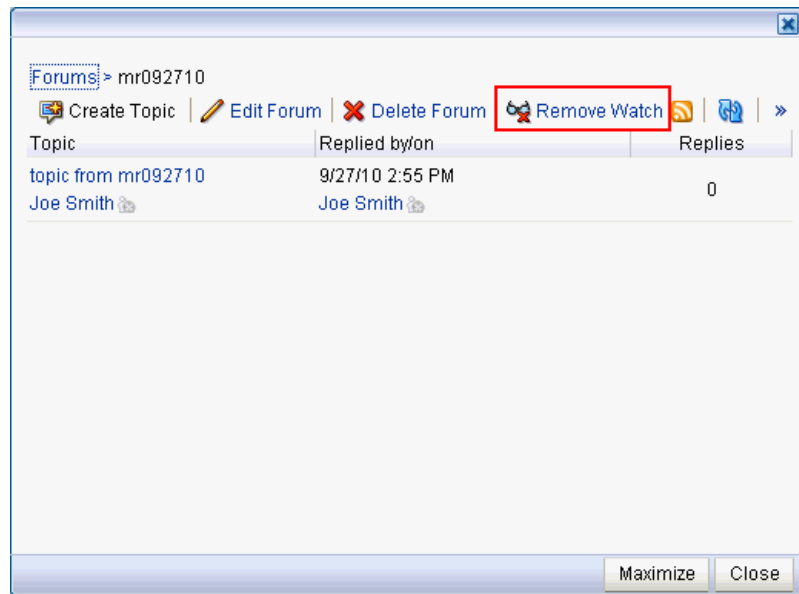 Forums > mr092710
Create Topic | Edit Forum | Delete Forum | Remove Watch | | »
Topic Replied by/on Replies
topic from mr092710 9/27/10 2:55 PM 0
Joe Smith Joe Smith
Maximize Close